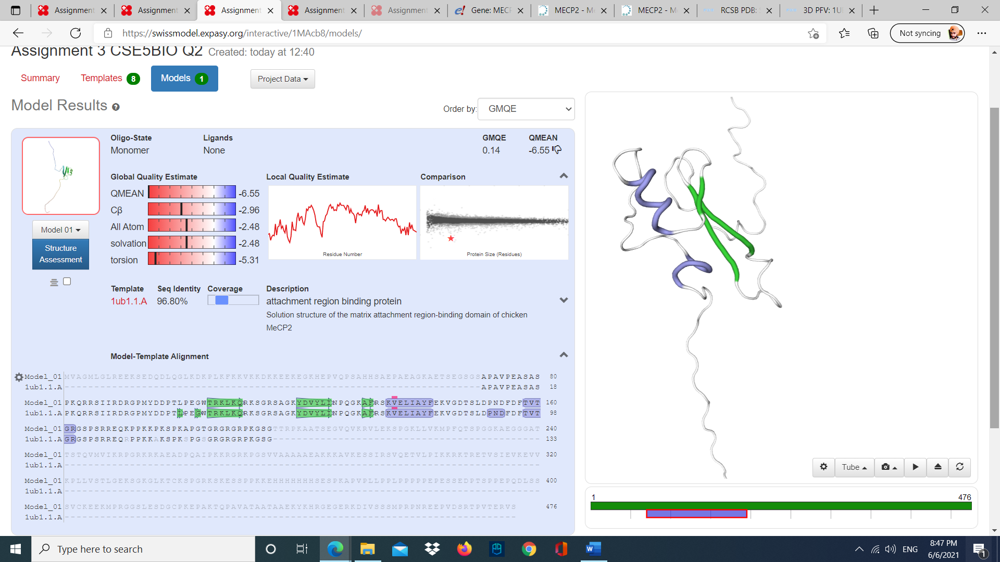 Assignment
Assignment
Assignment
Assignment
Assignment
Gene: MECP
MECP2 - Me
MECP2 - M
RCSB PDB:
3D PFV: 1U
https://swissmodel.expasy.org/interactive/1MAcb8/models/
Not syncing
Assignment 3 CSE5BIO Q2 Created: today at 12:40
Summary
Templates 8
Models 1
Project Data
Model Results
Order by: GMQE
Oligo-State
Monomer
Ligands
None
GMQE
0.14
QMEAN
-6.55
Global Quality Estimate
QMEAN -6.55
Cβ -2.96
All Atom -2.48
solvation -2.48
torsion -5.31
Local Quality Estimate
Residue Number
Comparison
Protein Size (Residues)
Model 01
Structure
Assessment
Template
1ub1.1.A
Seq Identity
96.80%
Coverage
Description
attachment region binding protein
Solution structure of the matrix attachment region-binding domain of chicken
MeCP2
Model-Template Alignment
Model_01 MVAGMLGLREEKSEDQDLQGLKDKPLKFKKVKKDKKEEKEGKHEPVQPSAHHSAEPAEAGKAETSEGSGSAPAVPEASAS 80
1ub1.1.A ----------------------------------------------------------------------APAVPEASAS 18
Model_01 PKQRRSIIRDRGPMYDDPTLPEGWTRKLKQRKSGRSAGKYDVYLINPQGKAFRSKVELIAYFEKVGDTSLDPNDFDFTVT 160
1ub1.1.A PKQRRSIIRDRGPMYDDPTLPEGWTRKLKQRKSGRSAGKYDVYLINPQGKAFRSKVELIAYFEKVGDTSLDPNDFDFTVT 98
Model_01 GRGSPSRREQKPPKKPKSPKAPGTGRGRGRPKGSGTTRPKAATSEGVQVKRVLEKSPGKLLVKMPFQTSPGGKAEGGGAT 240
1ub1.1.A GRGSPSRREQRPPKKAKSPKSPGSGRGRGRPKGSG--------------------------------------------- 133
Model_01 TSTQVMVIKRPGRKRKAEADPQAIPKKRGRKPGSVVAAAAAEAKKKAVKESSIRSVQETVLPIKKRKTRETVSIEVKEVV 320
1ub1.1.A --------------------------------------------------------------------------------
Model_01 KPLLVSTLGEKSGKGLKTCKSPGRKSKESSPKGRSSSASSPPKKEHHHHHHHSESPKAPVPLLPPLPPPPPEPESSEDPTSPPEPQDLSS 400
1ub1.1.A --------------------------------------------------------------------------------
Model_01 SVCKEEKMPRGGSLESDGCPKEPAKTQPAVATAATAAEKYKHRGEGERKDIVSSSMPRPNREEPVDSRTPVTERVS 476
1ub1.1.A ----------------------------------------------------------------------------
Tube
1 476
Type here to search
ENG
8:47 PM
6/6/2021
1